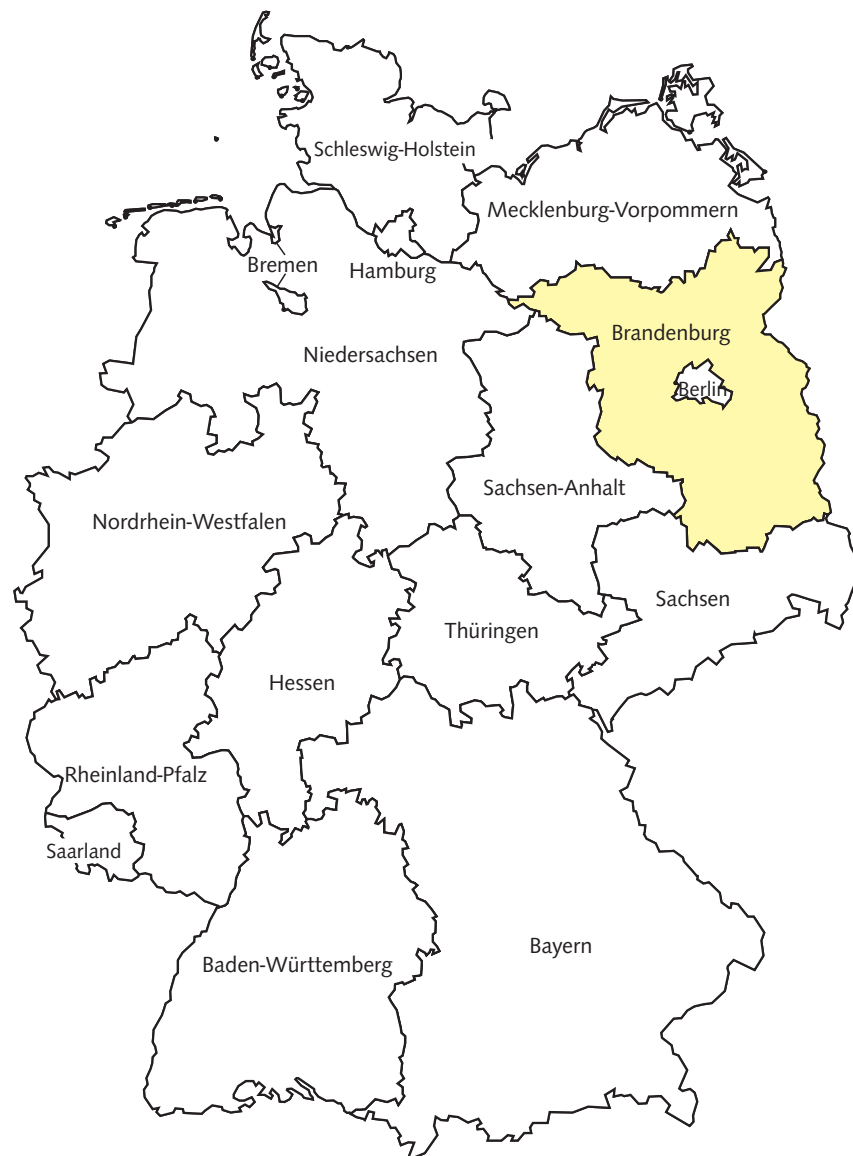 Schleswig-Holstein
Mecklenburg-Vorpommern
Bremen
Hamburg
Brandenburg
Niedersachsen
Berlin
Sachsen-Anhalt
Nordrhein-Westfalen
Sachsen
Thüringen
Hessen
Rheinland-Pfalz
Saarland
Bayern
Baden-Württemberg